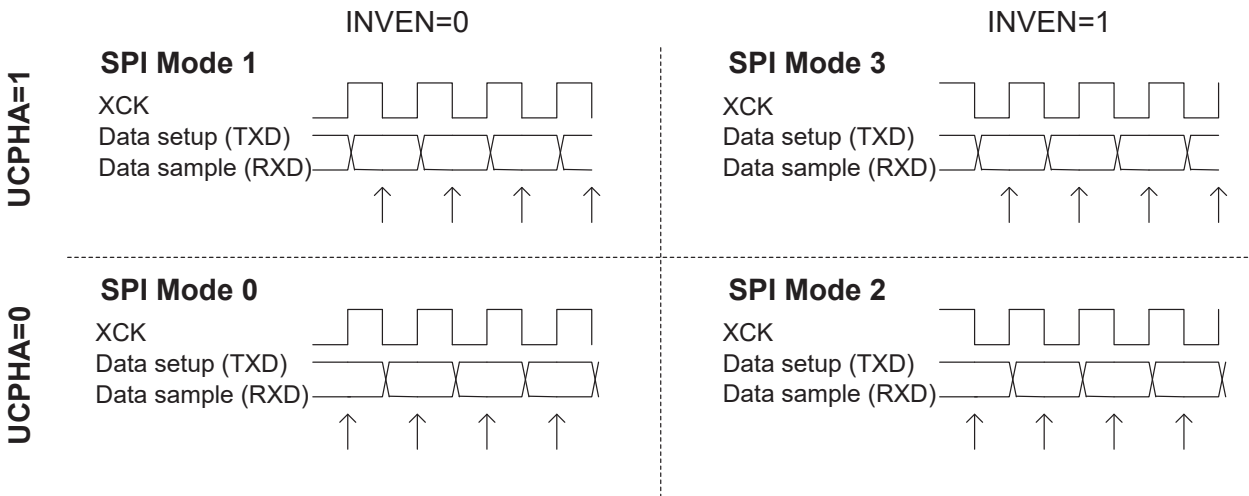 INVEN=0
INVEN=1
UCPHA=1
SPI Mode 1
XCK
Data setup (TXD)
Data sample (RXD)
SPI Mode 3
XCK
Data setup (TXD)
Data sample (RXD)
UCPHA=0
SPI Mode 0
XCK
Data setup (TXD)
Data sample (RXD)
SPI Mode 2
XCK
Data setup (TXD)
Data sample (RXD)